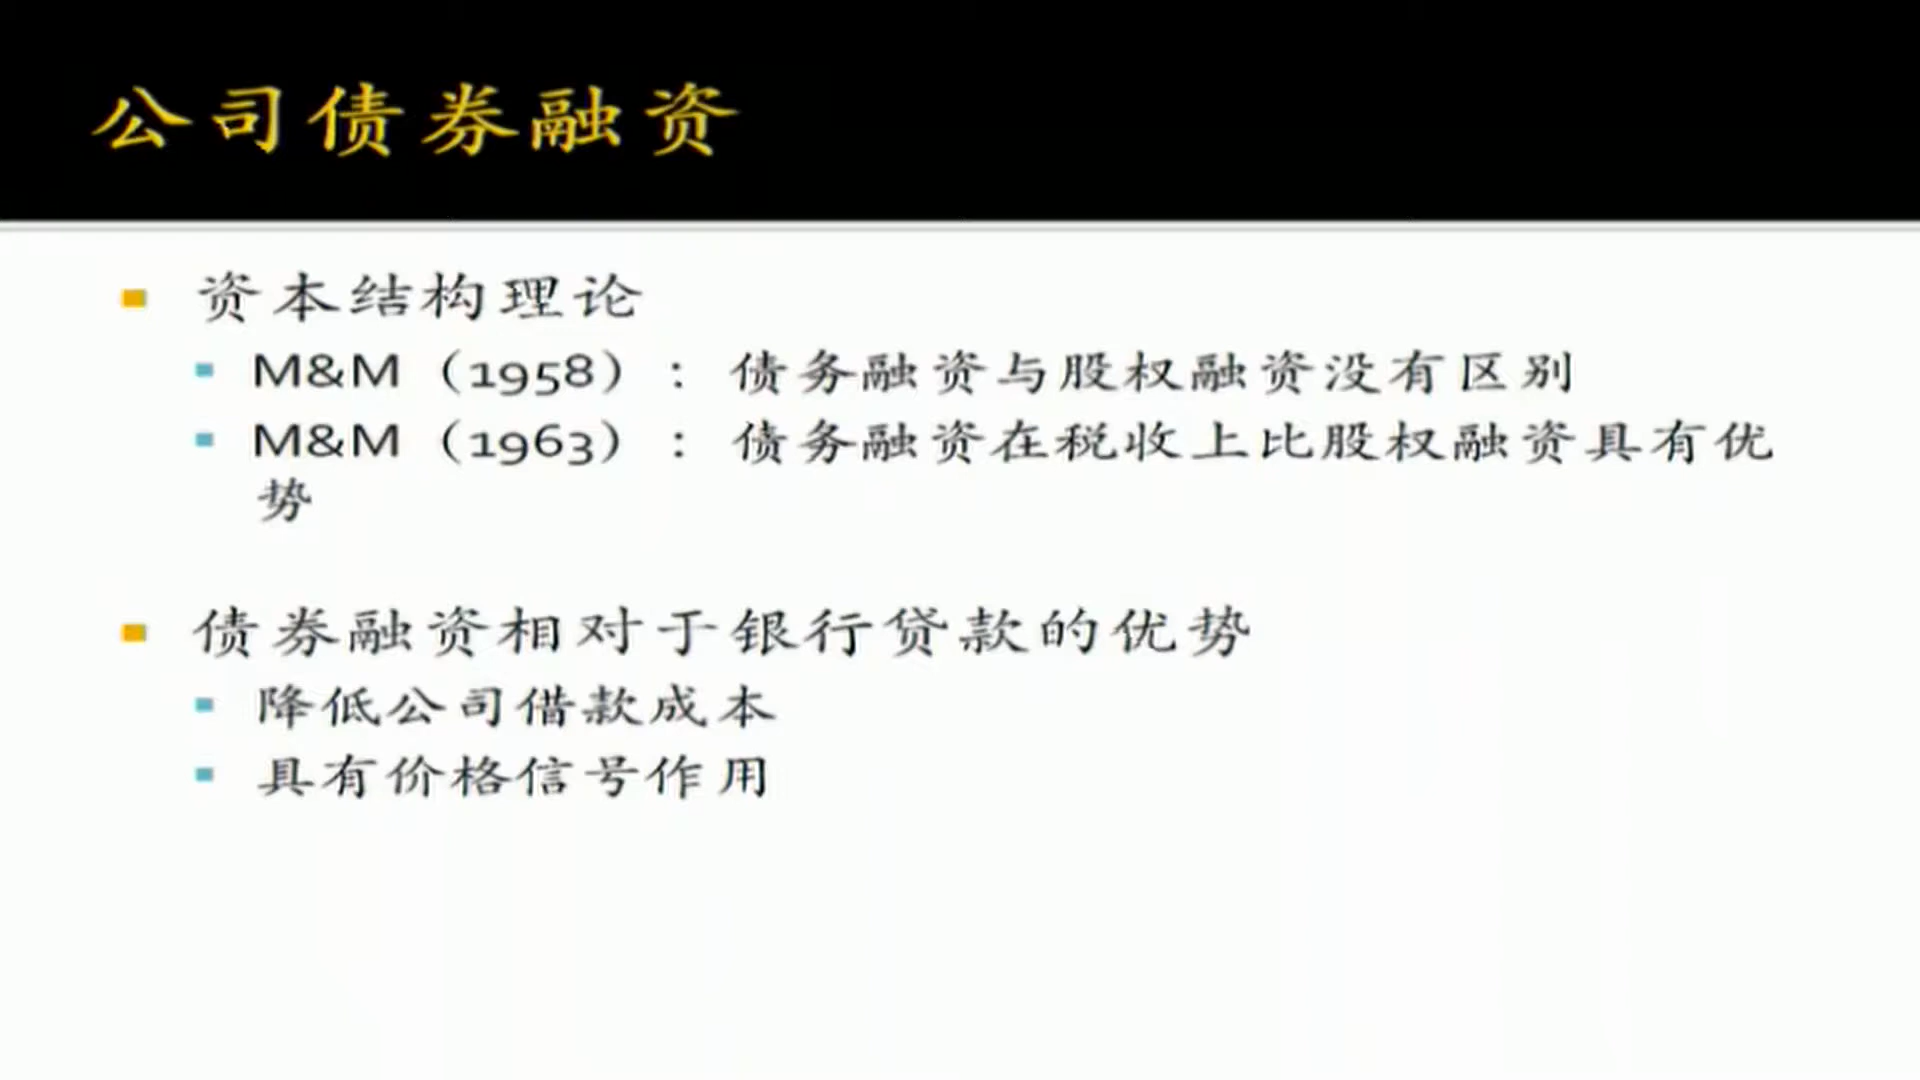 公司债券融资
资本结构理论
M&M（1958）：债务融资与股权融资没有区别
M&M（1963）：债务融资在税收上比股权融资具有优
势
债券融资相对于银行贷款的优势
降低公司借款成本
具有价格信号作用